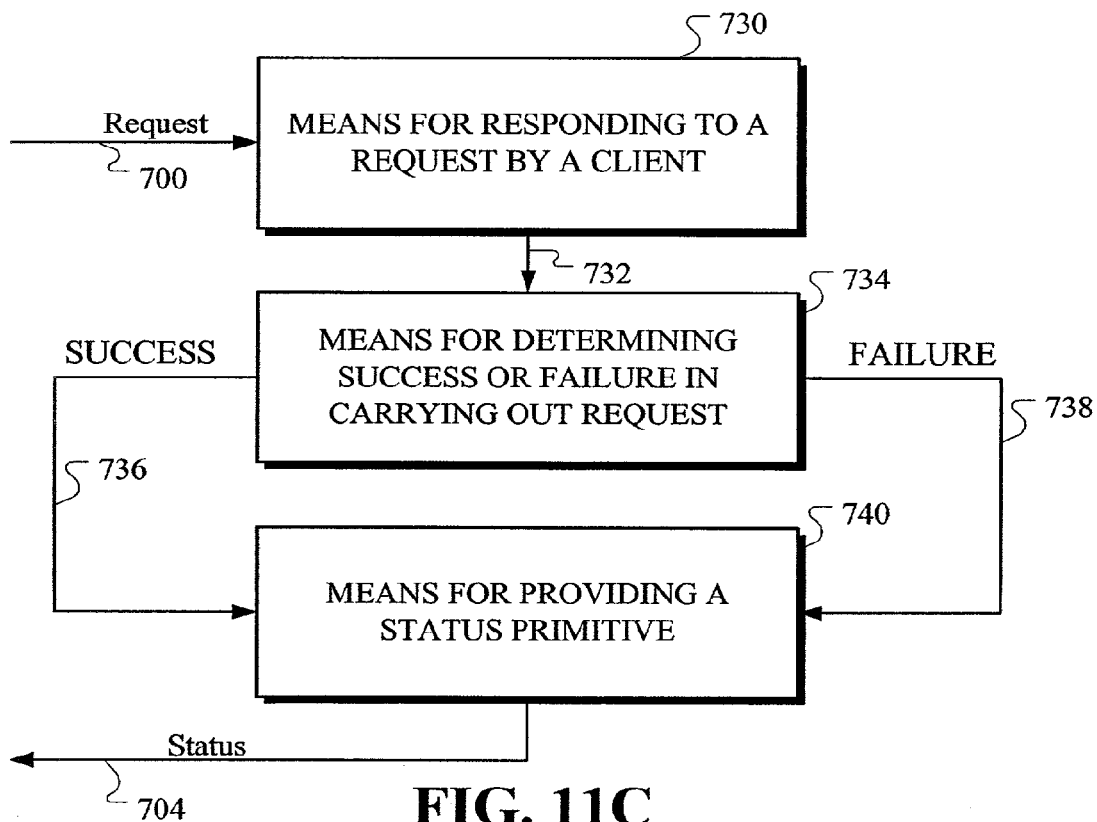 730
Request
700
MEANS FOR RESPONDING TO A
REQUEST BY A CLIENT
732
734
SUCCESS
MEANS FOR DETERMINING
SUCCESS OR FAILURE IN
CARRYING OUT REQUEST
FAILURE
738
736
740
MEANS FOR PROVIDING A
STATUS PRIMITIVE
Status
704
FIG. 11C